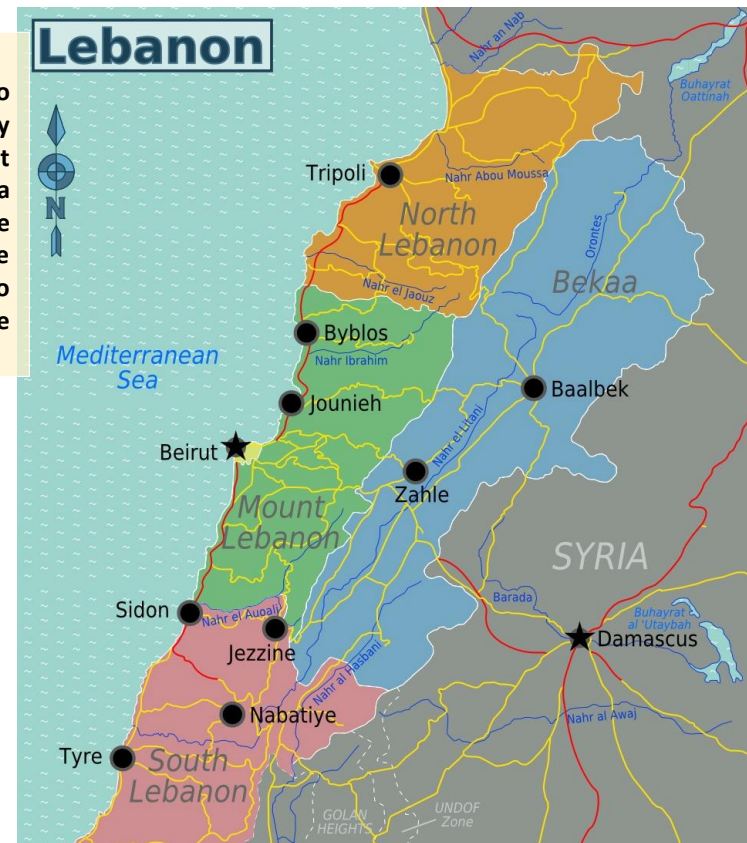 Lebanon
Nahr an Nab
Buhayrat
Oattinah
N
Tripoli
Nahr Abou Moussa
North
Lebanon
Orontes
Bekaa
Nahr el Jaouz
Byblos
Nahr Ibrahim
Mediterranean
Sea
Jounieh
Baalbek
Beirut
Nahr el Litani
Zahle
Mount
Lebanon
SYRIA
Barada
Sidon
Nahr el Auoali
Buhayrat
al 'Utaybah
Jezzine
Damascus
Nahr al Hasbani
Nabatiye
Nahr al Awaj
Tyre
South
Lebanon
GOLAN
HEIGHTS
UNDOF
Zone